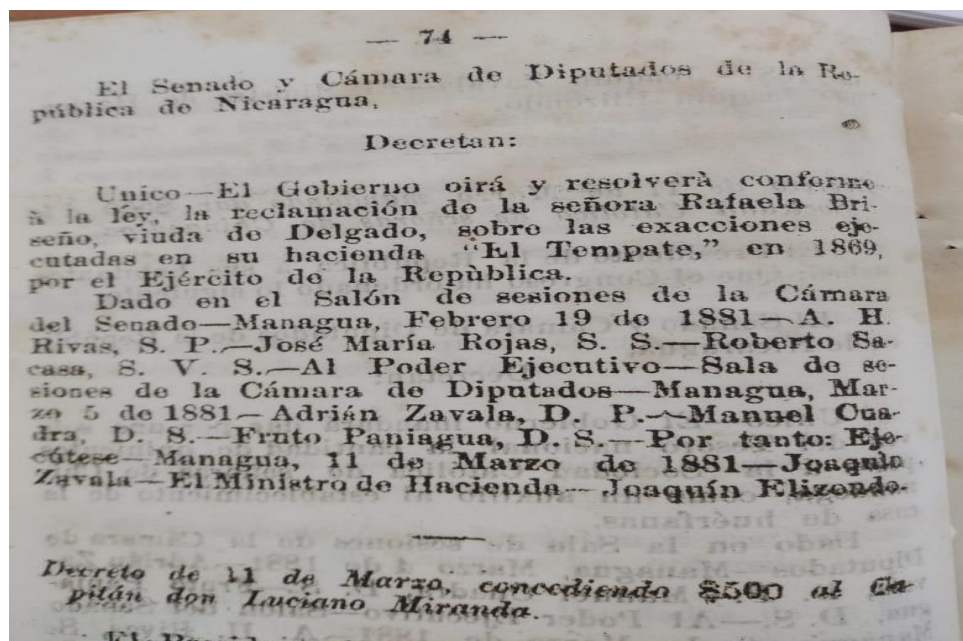 — 74 —
El Senado y Cámara de Diputados de la Re-
pública de Nicaragua,
Decretan:
Unico—El Gobierno oirá y resolverà conforme
à la ley, la reclamación de la señora Rafaela Bri-
seño, viuda de Delgado, sobre las exacciones eje-
cutadas en su hacienda "El Tempate," en 1869,
por el Ejército de la Repùblica.
Dado en el Salón de sesiones de la Cámara
del Senado—Managua, Febrero 19 de 1881—A. H.
Rivas, S. P.—José María Rojas, S. S.—Roberto Sa-
casa, S. V. S.—Al Poder Ejecutivo—Sala de se-
siones de la Cámara de Diputados—Managua, Mar-
zo 5 de 1881—Adrián Zavala, D. P.—Manuel Cua-
dra, D. S.—Fruto Paniagua, D. S.—Por tanto: Eje-
cútese—Managua, 11 de Marzo de 1881—Joaquín
Zavala—El Ministro de Hacienda—Joaquín Elizondo.
Decreto de 11 de Marzo, concediendo $500 al Ca-
pitán don Luciano Miranda.
El